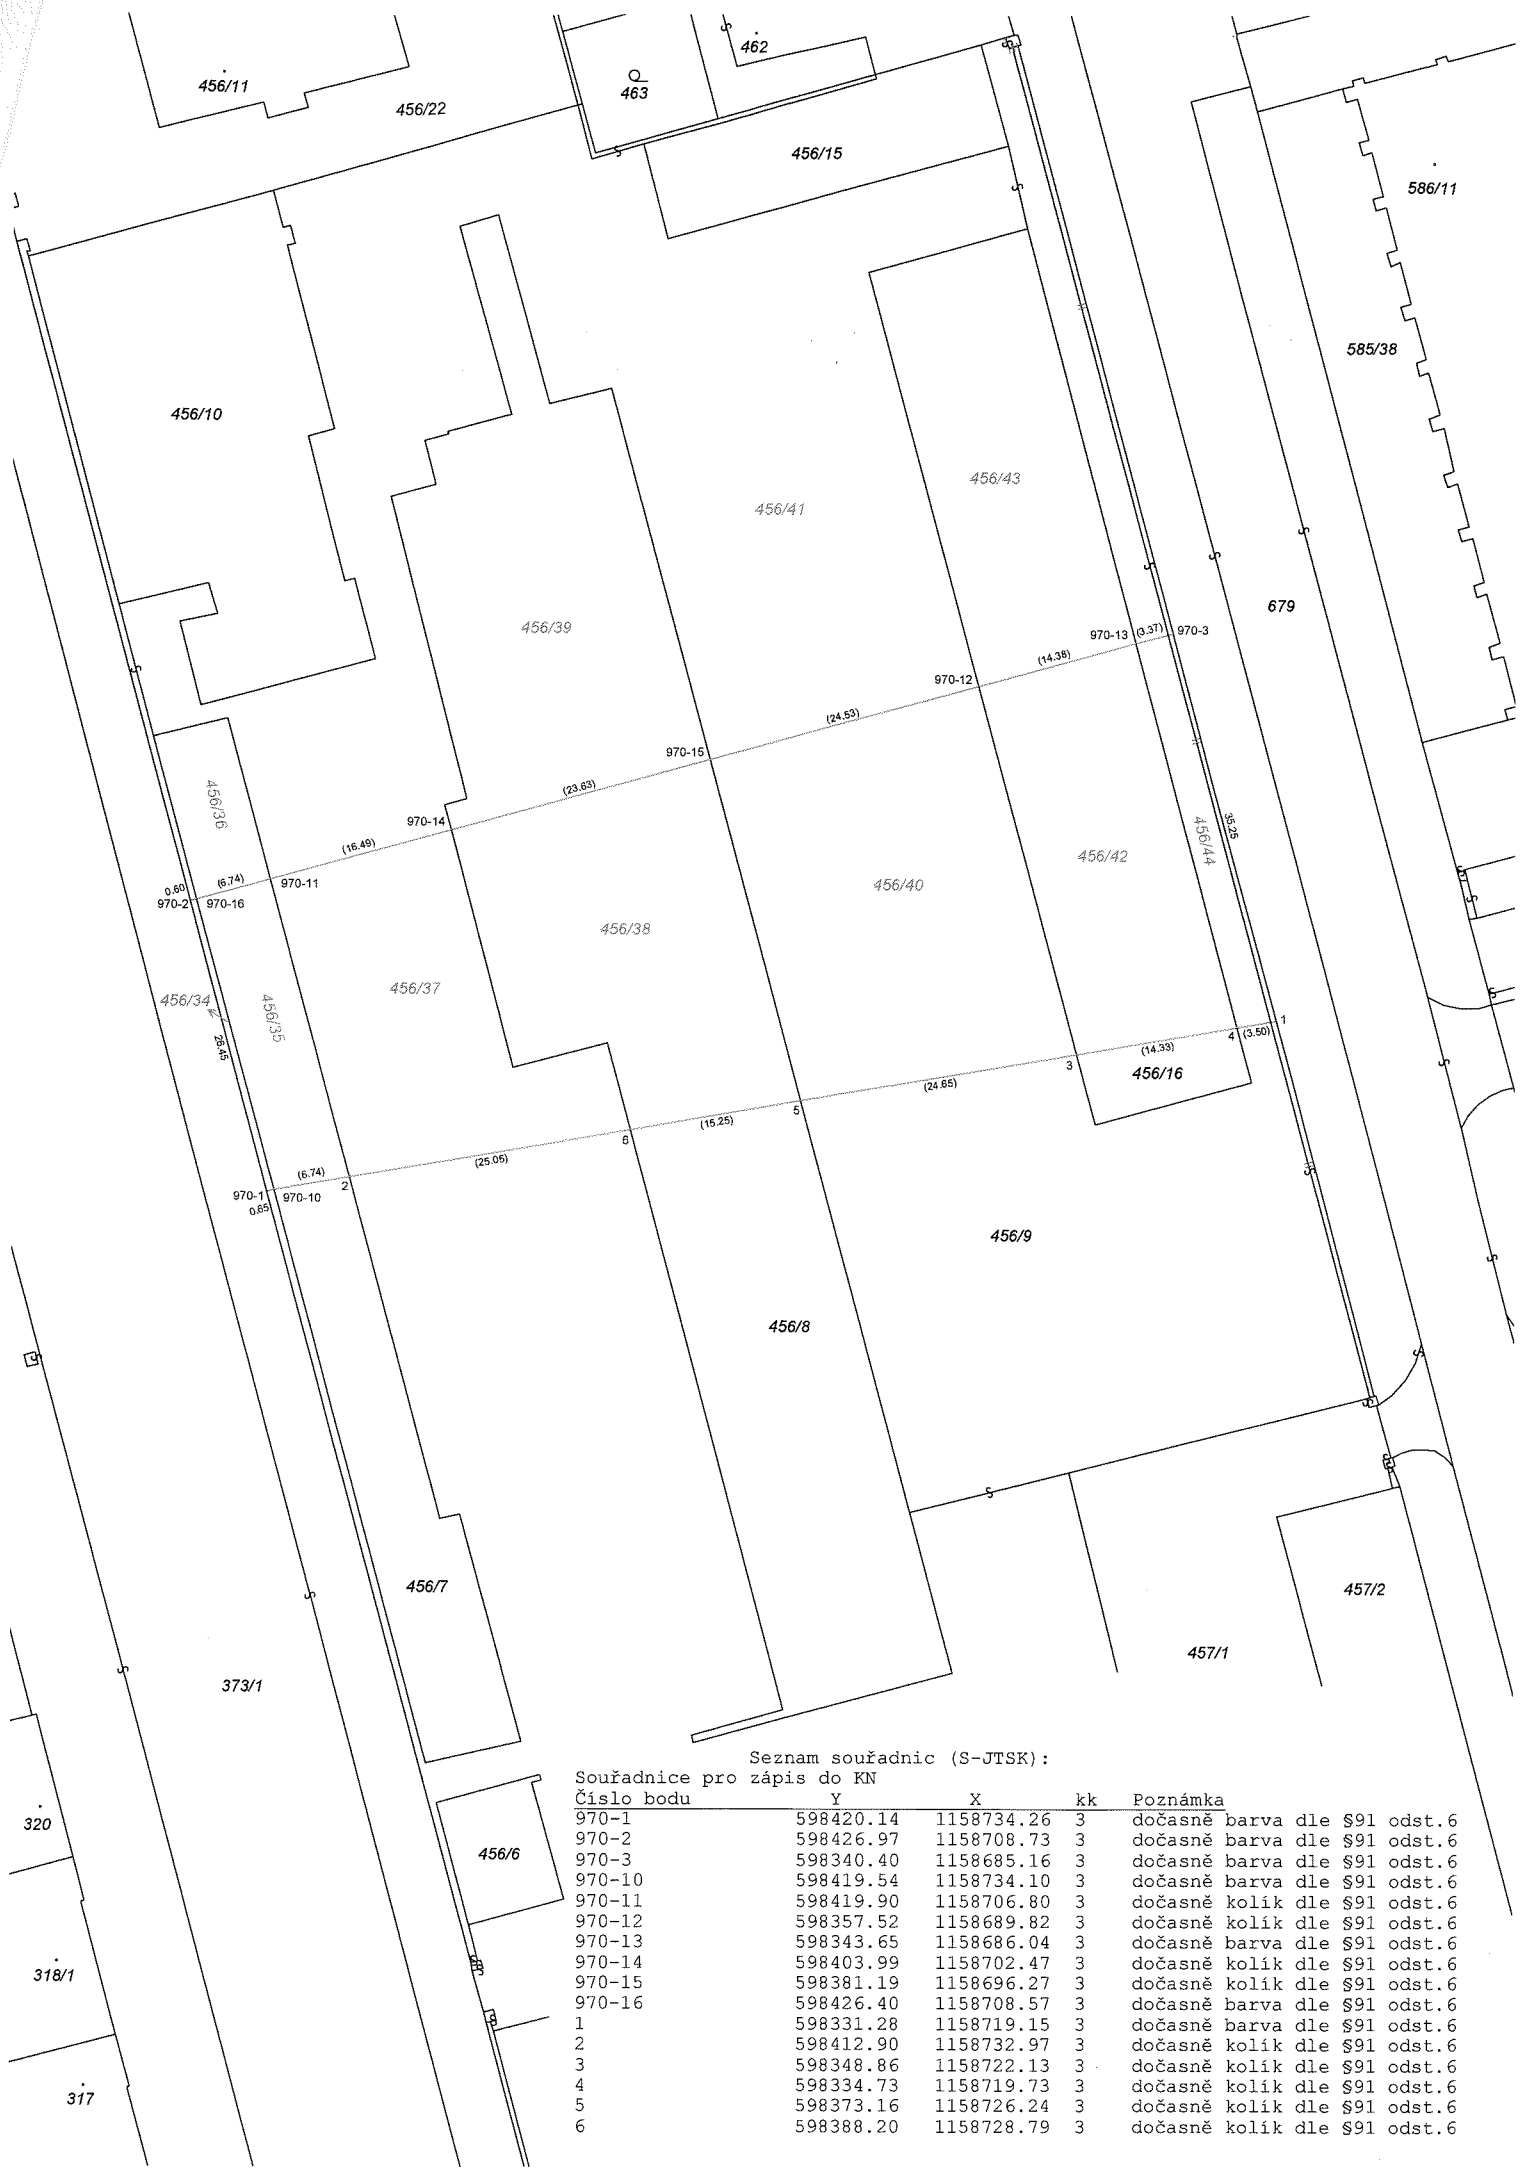 462
456/11
463
456/22
456/15
586/11
585/38
456/10
456/43
456/41
679
456/39
970-13 (3.37) 970-3
(14.38)
970-12
(24.53)
970-15
456/36
(23.63)
970-14
35.25
456/44
(16.49)
456/42
0.60 (6.74) 970-11
456/40
970-2 970-16
456/38
456/37
456/34
456/35
26.45
1
4 (3.50)
(14.33)
3
456/16
(24.65)
5
(15.25)
6
(25.05)
(6.74)
2
970-1 970-10
0.65
456/9
456/8
456/7
457/2
457/1
373/1
320
456/6
318/1
317
Seznam souřadnic (S-JTSK):
Souřadnice pro zápis do KN
Číslo bodu Y X kk Poznámka
970-1 598420.14 1158734.26 3 dočasně barva dle §91 odst.6
970-2 598426.97 1158708.73 3 dočasně barva dle §91 odst.6
970-3 598340.40 1158685.16 3 dočasně barva dle §91 odst.6
970-10 598419.54 1158734.10 3 dočasně barva dle §91 odst.6
970-11 598419.90 1158706.80 3 dočasně kolík dle §91 odst.6
970-12 598357.52 1158689.82 3 dočasně kolík dle §91 odst.6
970-13 598343.65 1158686.04 3 dočasně barva dle §91 odst.6
970-14 598403.99 1158702.47 3 dočasně kolík dle §91 odst.6
970-15 598381.19 1158696.27 3 dočasně kolík dle §91 odst.6
970-16 598426.40 1158708.57 3 dočasně barva dle §91 odst.6
1 598331.28 1158719.15 3 dočasně barva dle §91 odst.6
2 598412.90 1158732.97 3 dočasně kolík dle §91 odst.6
3 598348.86 1158722.13 3 dočasně kolík dle §91 odst.6
4 598334.73 1158719.73 3 dočasně kolík dle §91 odst.6
5 598373.16 1158726.24 3 dočasně kolík dle §91 odst.6
6 598388.20 1158728.79 3 dočasně kolík dle §91 odst.6